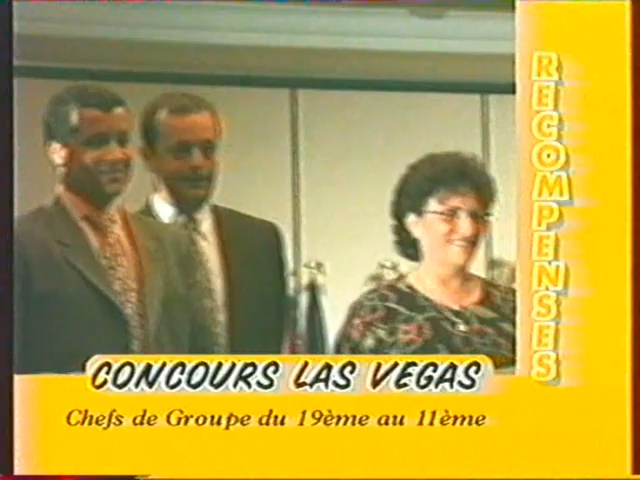 RECOMPENSES
CONCOURS LAS VEGAS
Chefs de Groupe du 19ème au 11ème